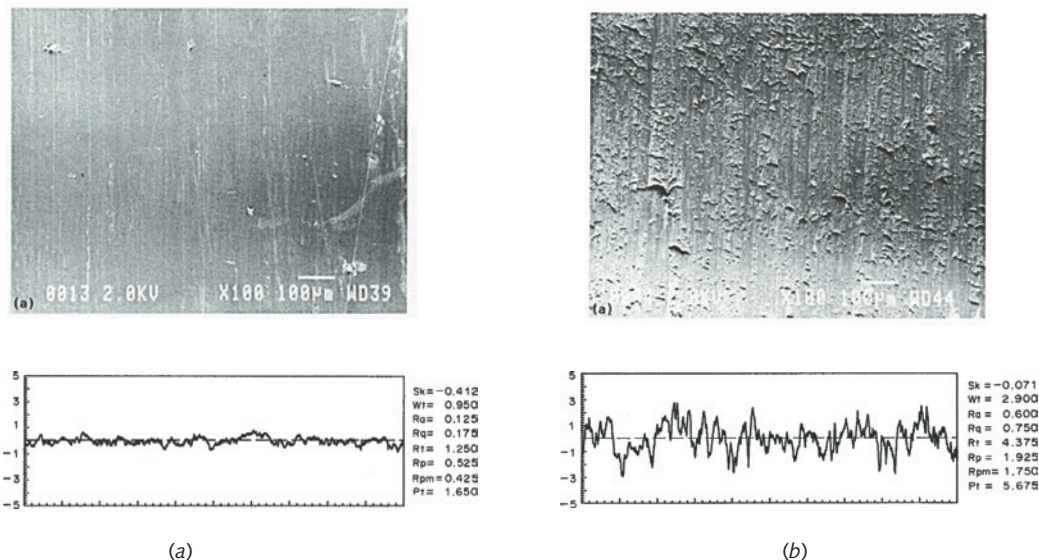 0013 2.0KV X100 100µm WD39
(a)
2.0KV X100 100µm WD44
(a)
5
3
1
−1
−3
−5
Sk=−0.412
Wt= 0.950
Ra= 0.125
Rq= 0.175
Rt= 1.250
Rp= 0.525
Rpm=0.425
Pt= 1.650
5
3
1
−1
−3
−5
Sk=−0.071
Wt= 2.900
Ra= 0.600
Rq= 0.750
Rt= 4.375
Rp= 1.925
Rpm= 1.750
Pt = 5.675
(a)
(b)